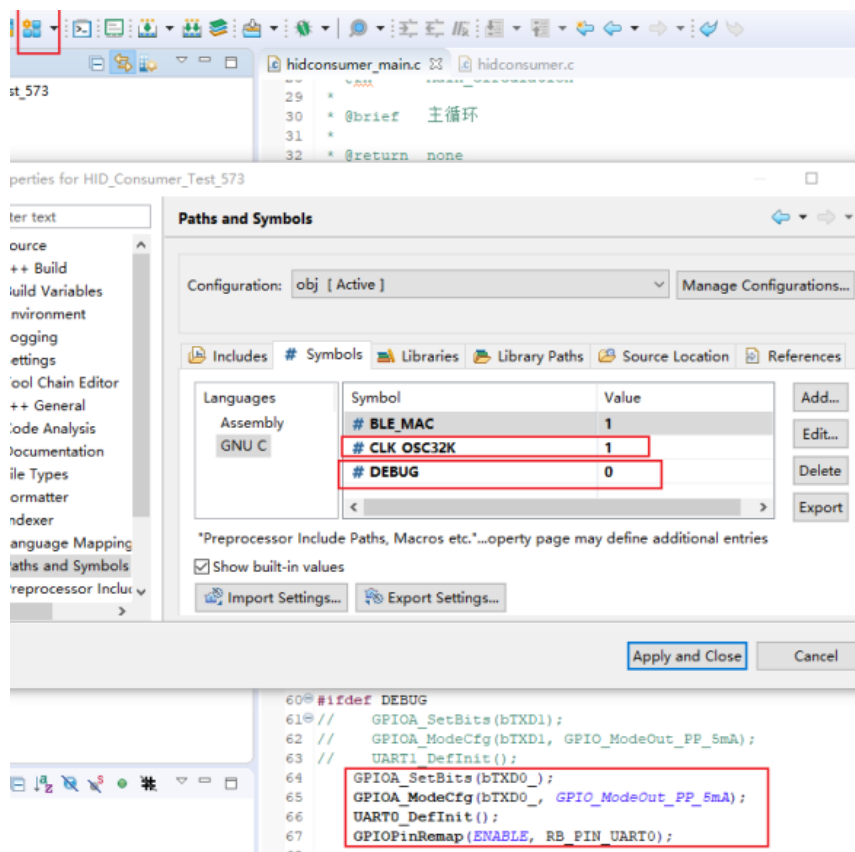 hidconsumer_main.c
hidconsumer.c
st_573
29 *
30 * @brief 主循环
31 *
32 * @return none
perties for HID_Consumer_Test_573
ter text
Paths and Symbols
ource
++ Build
uild Variables
nvironment
ogging
ettings
ool Chain Editor
++ General
ode Analysis
ocumentation
ile Types
ormatter
ndexer
anguage Mapping
aths and Symbols
reprocessor Incluc
Configuration:
obj [ Active ]
Manage Configurations...
Includes
# Symbols
Libraries
Library Paths
Source Location
References
Languages
Assembly
GNU C
Symbol Value
# BLE_MAC 1
# CLK_OSC32K 1
# DEBUG 0
Add...
Edit...
Delete
Export
"Preprocessor Include Paths, Macros etc."...operty page may define additional entries
Show built-in values
Import Settings...
Export Settings...
Apply and Close
Cancel
60 #ifdef DEBUG
61 // GPIOA_SetBits(bTXD1);
62 // GPIOA_ModeCfg(bTXD1, GPIO_ModeOut_PP_5mA);
63 // UART1_DefInit();
64 GPIOA_SetBits(bTXD0_);
65 GPIOA_ModeCfg(bTXD0_, GPIO_ModeOut_PP_5mA);
66 UART0_DefInit();
67 GPIOPinRemap(ENABLE, RB_PIN_UART0);